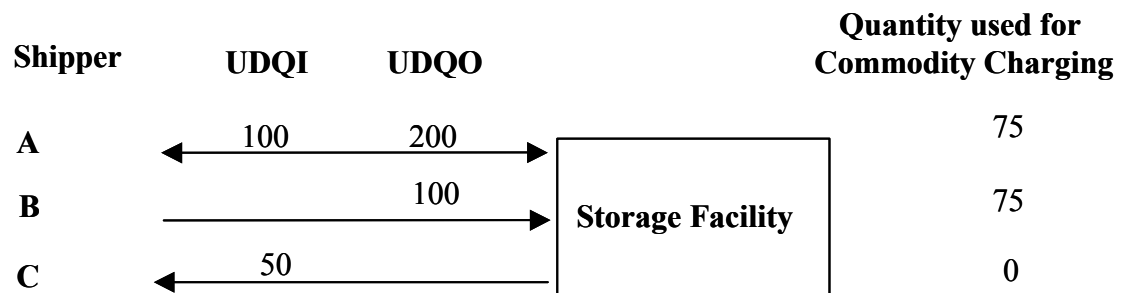 Shipper UDQI UDQO Quantity used for
Commodity Charging
A 100 200 75
B 100 Storage Facility 75
C 50 0